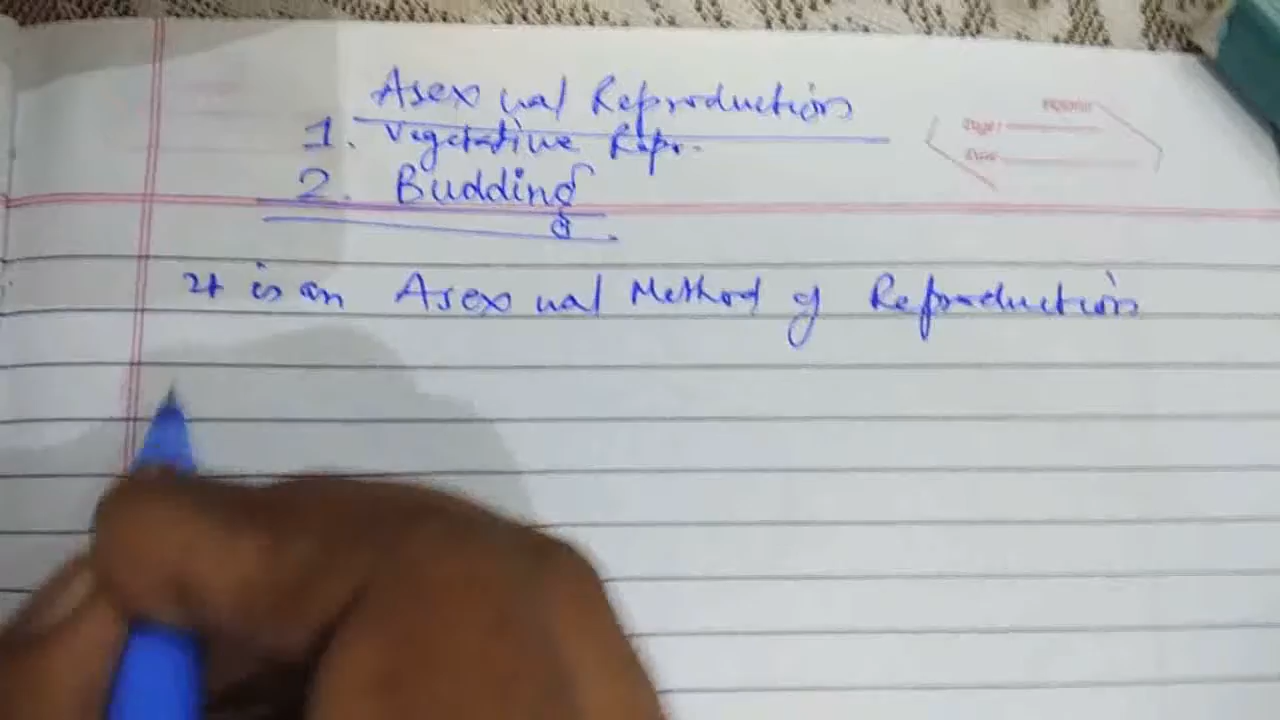 Asexual Reproduction
1. Vegetative Repr.
2. Budding
It is an Asexual Method of Reproduction